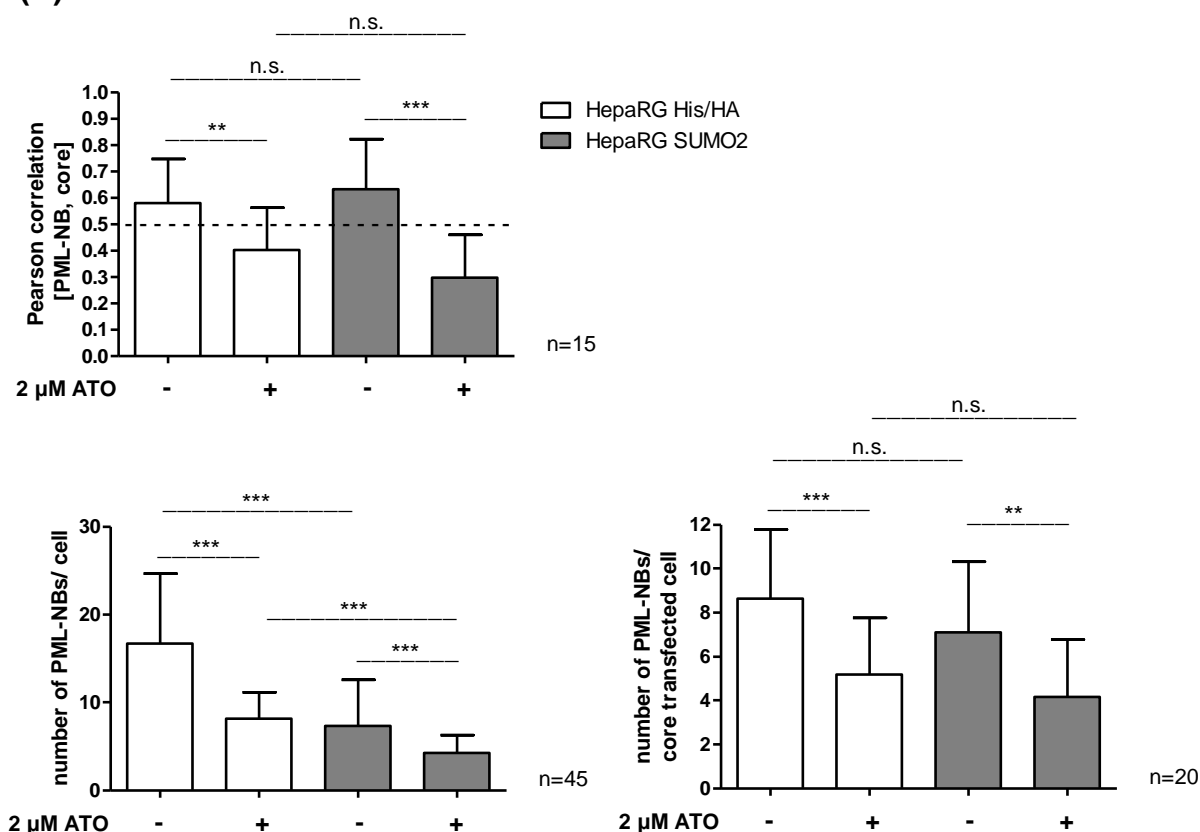 n.s.
n.s.
** ***
Pearson correlation
[PML-NB, core]
1.0
0.9
0.8
0.7
0.6
0.5
0.4
0.3
0.2
0.1
0.0
HepaRG His/HA
HepaRG SUMO2
n=15
2 µM ATO - + - +
***
***
***
***
number of PML-NBs/ cell
30
20
10
0
n=45
2 µM ATO - + - +
n.s.
n.s.
*** **
number of PML-NBs/
core transfected cell
12
10
8
6
4
2
0
n=20
2 µM ATO - + - +